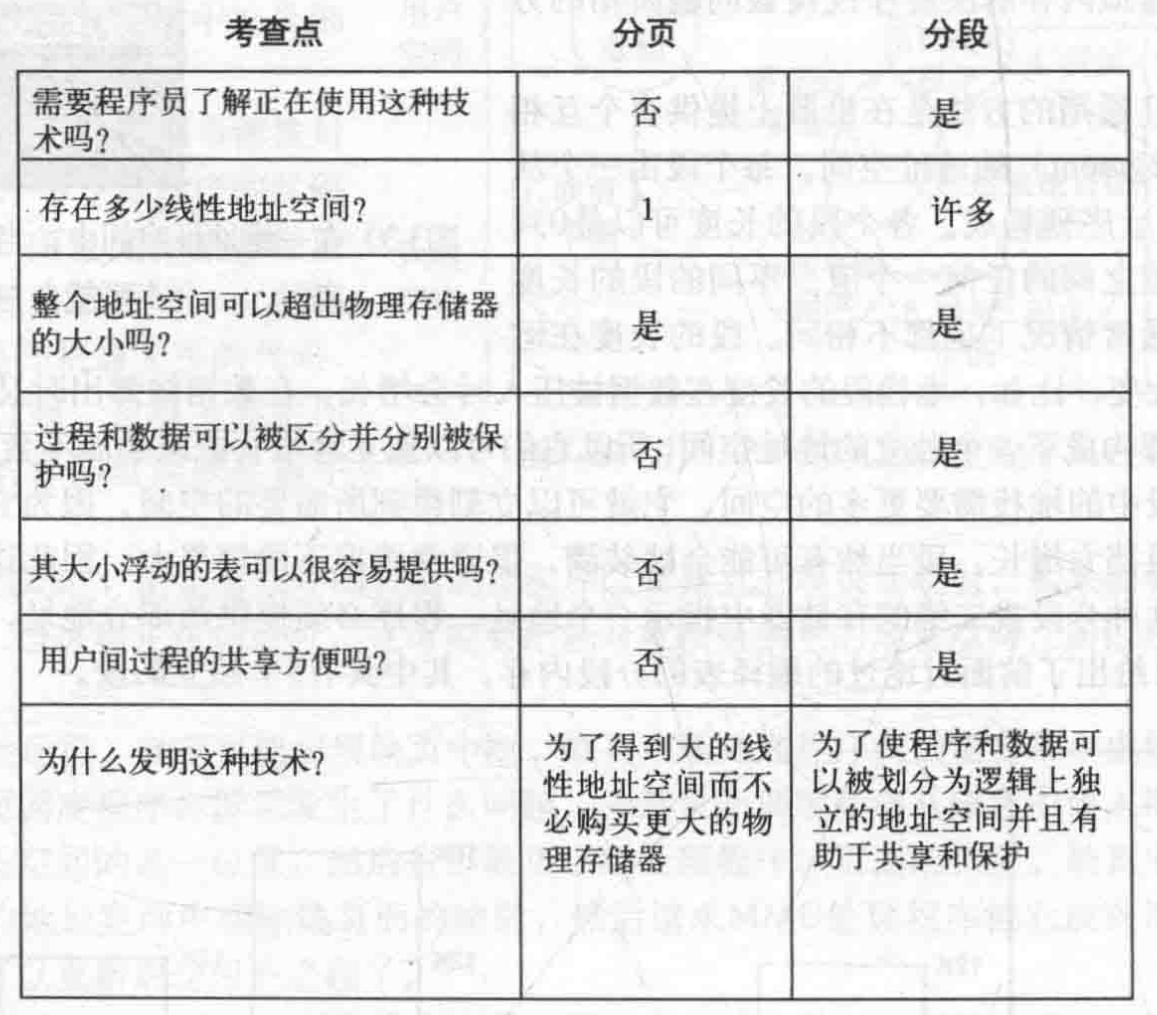 考查点 分页 分段
需要程序员了解正在使用这种技
术吗?
否 是
存在多少线性地址空间? 1 许多
整个地址空间可以超出物理存储器
的大小吗?
是 是
过程和数据可以被区分并分别被保
护吗?
否 是
其大小浮动的表可以很容易提供吗? 否 是
用户间过程的共享方便吗? 否 是
为什么发明这种技术?
为了得到大的线
性地址空间而不
必购买更大的物
理存储器
为了使程序和数据可
以被划分为逻辑上独
立的地址空间并且有
助于共享和保护